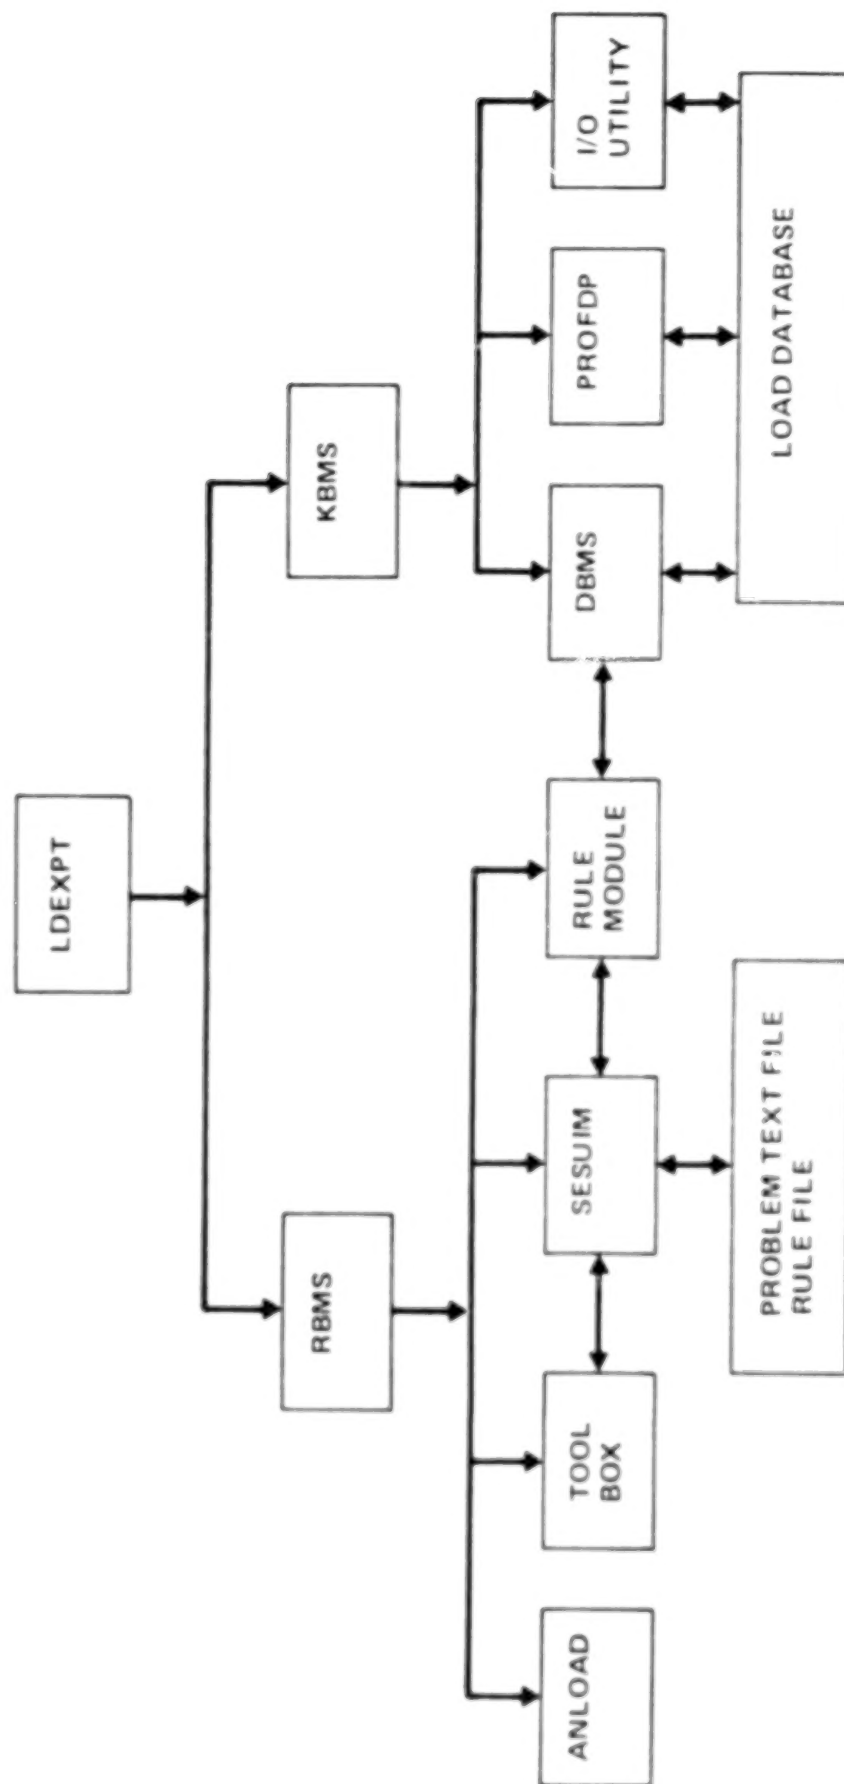 LDEXPT
RBMS
KBMS
ANLOAD
TOOL
BOX
SESUIM
RULE
MODULE
DBMS
PROFDP
I/O
UTILITY
PROBLEM TEXT FILE
RULE FILE
LOAD DATABASE